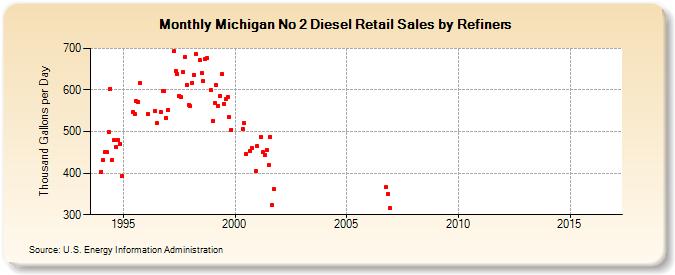 Monthly Michigan No 2 Diesel Retail Sales by Refiners
Thousand Gallons per Day
700
600
500
400
300
1995 2000 2005 2010 2015
Source: U.S. Energy Information Administration